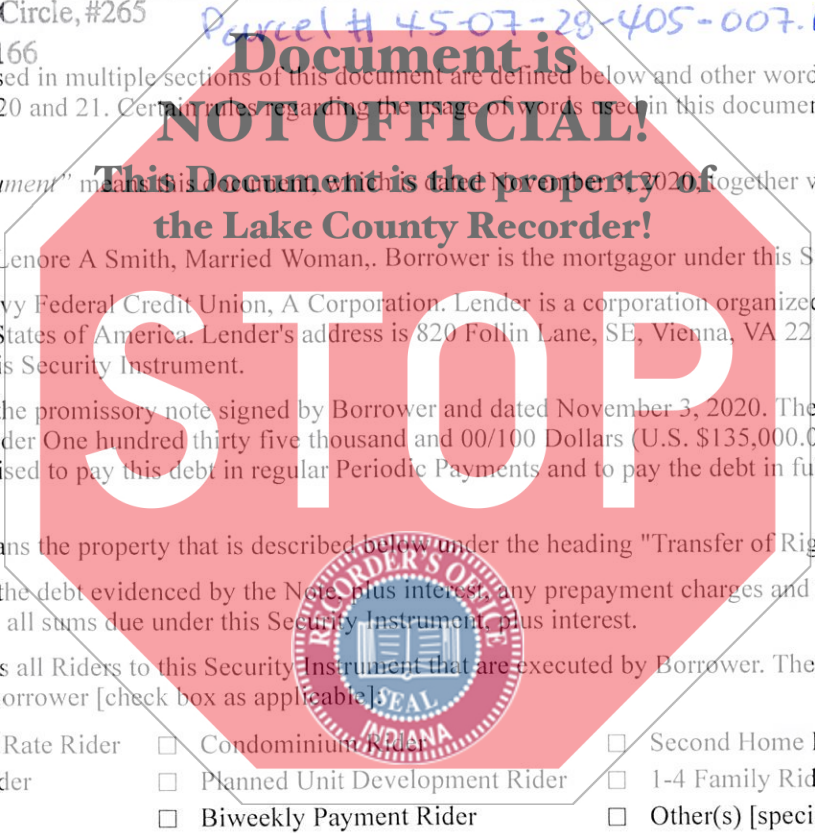 Circle, #265
Parcel # 45-07-28-405-007.
166
Document is
sed in multiple sections of this document are defined below and other word
20 and 21. Certain rules regarding the usage of words used in this documen
NOT OFFICIAL!
ument” means this document, which is dated November 3, 2020, together
This Document is the property of
the Lake County Recorder!
Lenore A Smith, Married Woman,. Borrower is the mortgagor under this S
vy Federal Credit Union, A Corporation. Lender is a corporation organized
States of America. Lender's address is 820 Follin Lane, SE, Vienna, VA 22
is Security Instrument.
STOP
he promissory note signed by Borrower and dated November 3, 2020. The
der One hundred thirty five thousand and 00/100 Dollars (U.S. $135,000.0
ised to pay this debt in regular Periodic Payments and to pay the debt in fu
ans the property that is described below under the heading "Transfer of Rig
the debt evidenced by the Note, plus interest, any prepayment charges and
all sums due under this Security Instrument, plus interest.
s all Riders to this Security Instrument that are executed by Borrower. The
orrower [check box as applicable]:
RECORDER'S OFFICE
SEAL
INDIANA
Rate Rider ☐ Condominium Rider ☐ Second Home
der ☐ Planned Unit Development Rider ☐ 1-4 Family Rid
☐ Biweekly Payment Rider ☐ Other(s) [speci